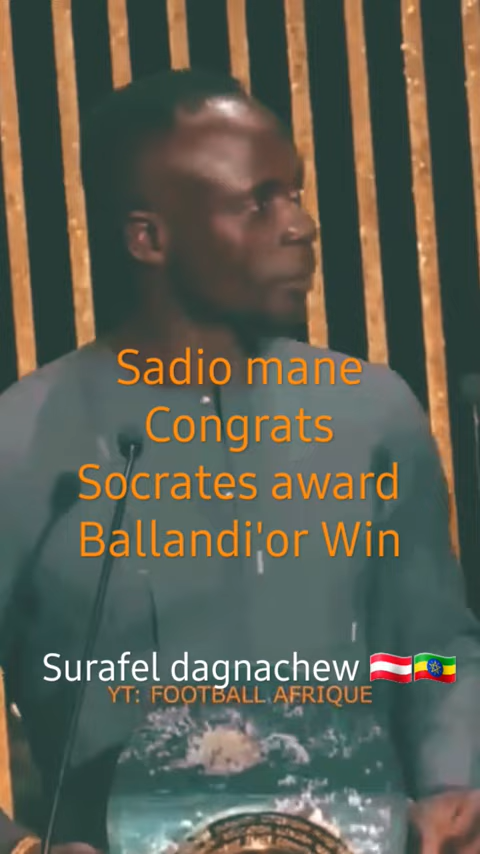 Sadio mane
Congrats
Socrates award
Ballandi'or Win
Surafel dagnachew 🇦🇹🇪🇹
YT: FOOTBALL AFRIQUE